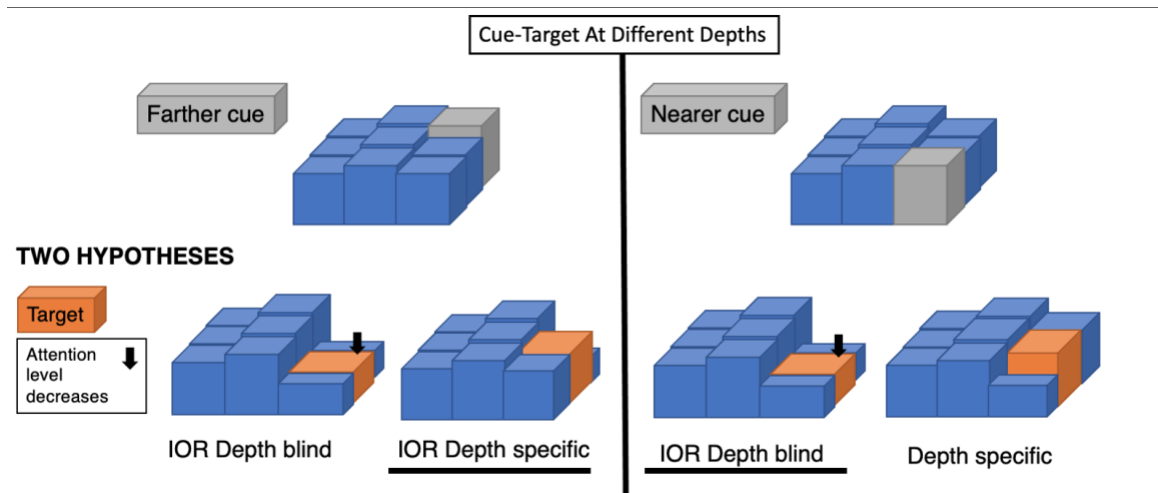 Cue-Target At Different Depths
Farther cue
Nearer cue
TWO HYPOTHESES
Target
Attention
level
decreases
IOR Depth blind
IOR Depth specific
IOR Depth blind
Depth specific